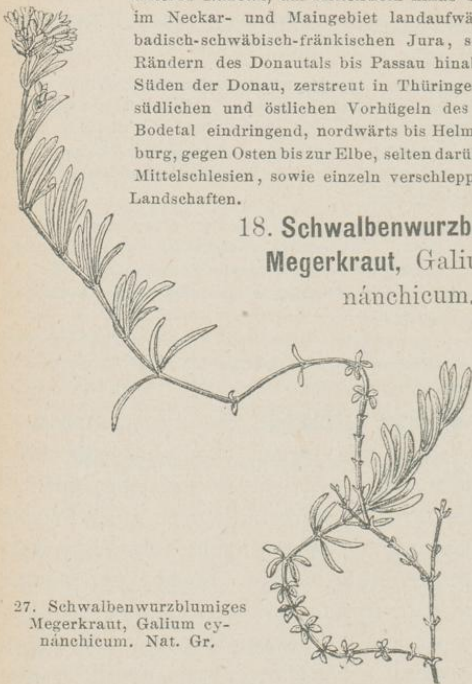 im Neckar- und Maingebiet landaufwä
badisch-schwäbisch-fränkischen Jura, s
Rändern des Donautals bis Passau hinal
Süden der Donau, zerstreut in Thüringe
südlichen und östlichen Vorhügeln des
Bodetal eindringend, nordwärts bis Helm
burg, gegen Osten bis zur Elbe, selten darü
Mittelschlesien, sowie einzeln verschlepp
Landschaften.
18. Schwalbenwurzb
Megerkraut, Galiu
nánchicum.
27. Schwalbenwurzblumiges
Megerkraut, Galium cy-
nánchicum. Nat. Gr.